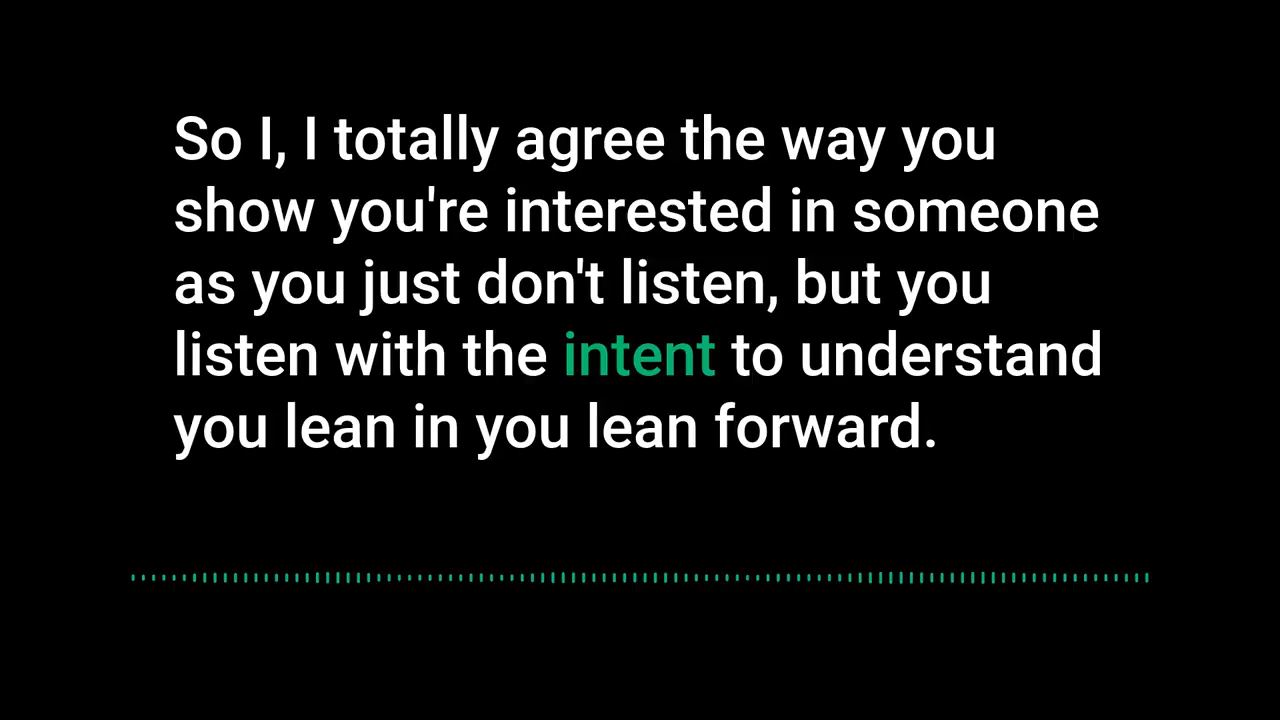 So I, I totally agree the way you
show you're interested in someone
as you just don't listen, but you
listen with the intent to understand
you lean in you lean forward.